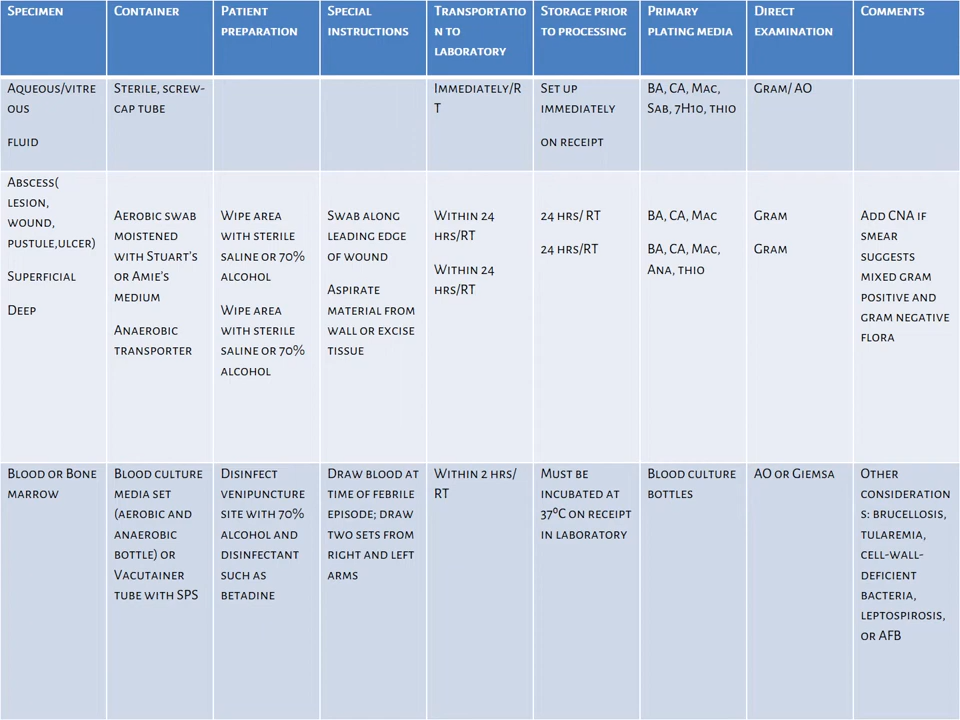 Specimen
Container
Patient
preparation
Special
instructions
Transportatio
n to
laboratory
Storage prior
to processing
Primary
plating media
Direct
examination
Comments
Aqueous/vitre
ous
fluid
Sterile, screw-
cap tube
Immediately/R
T
Set up
immediately
on receipt
BA, CA, Mac,
Sab, 7H10, thio
Gram/ AO
Abscess(
lesion,
wound,
pustule,ulcer)
Superficial
Deep
Aerobic swab
moistened
with Stuart's
or Amie's
medium
Anaerobic
transporter
Wipe area
with sterile
saline or 70%
alcohol
Wipe area
with sterile
saline or 70%
alcohol
Swab along
leading edge
of wound
Aspirate
material from
wall or excise
tissue
Within 24
hrs/RT
Within 24
hrs/RT
24 hrs/ RT
24 hrs/RT
BA, CA, Mac
BA, CA, Mac,
Ana, thio
Gram
Gram
Add CNA if
smear
suggests
mixed gram
positive and
gram negative
flora
Blood or Bone
marrow
Blood culture
media set
(aerobic and
anaerobic
bottle) or
Vacutainer
tube with SPS
Disinfect
venipuncture
site with 70%
alcohol and
disinfectant
such as
betadine
Draw blood at
time of febrile
episode; draw
two sets from
right and left
arms
Within 2 hrs/
RT
Must be
incubated at
37⁰C on receipt
in laboratory
Blood culture
bottles
AO or Giemsa
Other
consideration
s: brucellosis,
tularemia,
cell-wall-
deficient
bacteria,
leptospirosis,
or AFB